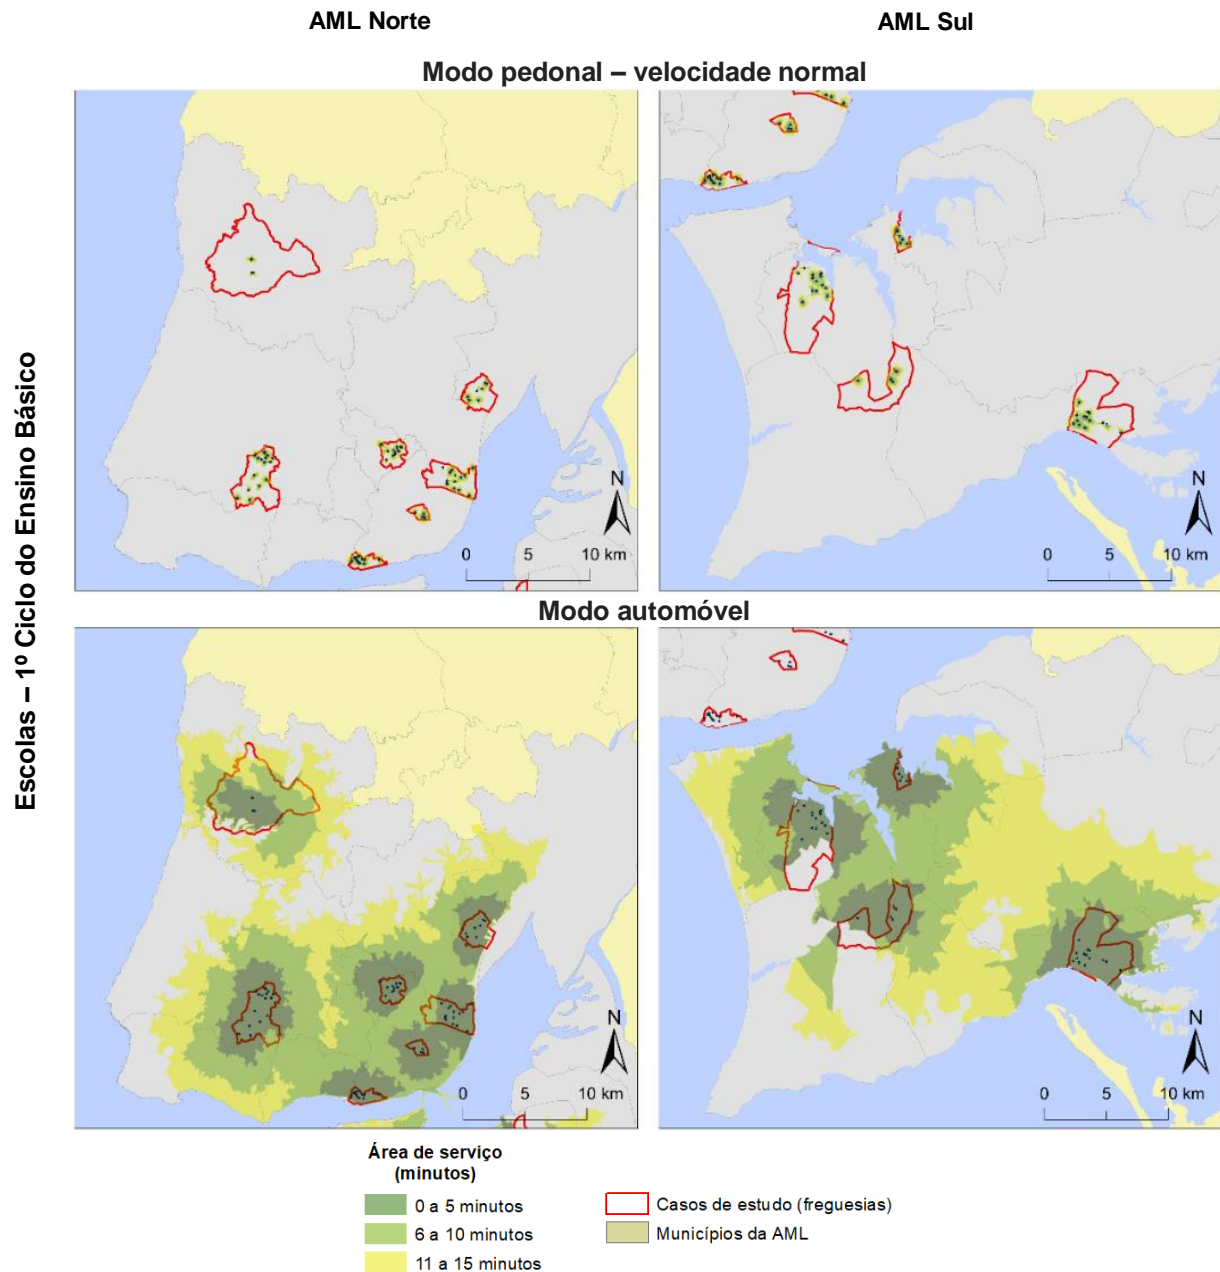 AML Norte
AML Sul
Modo pedonal – velocidade normal
Escolas – 1º Ciclo do Ensino Básico
N
0 5 10 km
N
0 5 10 km
Modo automóvel
N
0 5 10 km
N
0 5 10 km
Área de serviço
(minutos)
0 a 5 minutos
6 a 10 minutos
11 a 15 minutos
Casos de estudo (freguesias)
Municípios da AML